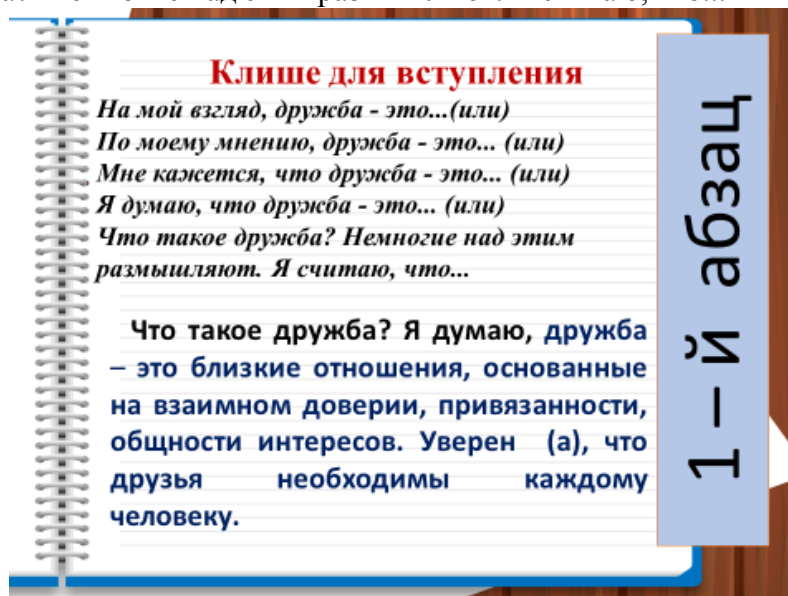 Клише для вступления
На мой взгляд, дружба - это...(или)
По моему мнению, дружба - это... (или)
Мне кажется, что дружба - это... (или)
Я думаю, что дружба - это... (или)
Что такое дружба? Немногие над этим
размышляют. Я считаю, что...
Что такое дружба? Я думаю, дружба
– это близкие отношения, основанные
на взаимном доверии, привязанности,
общности интересов. Уверен (а), что
друзья необходимы каждому
человеку.
1 – й абзац